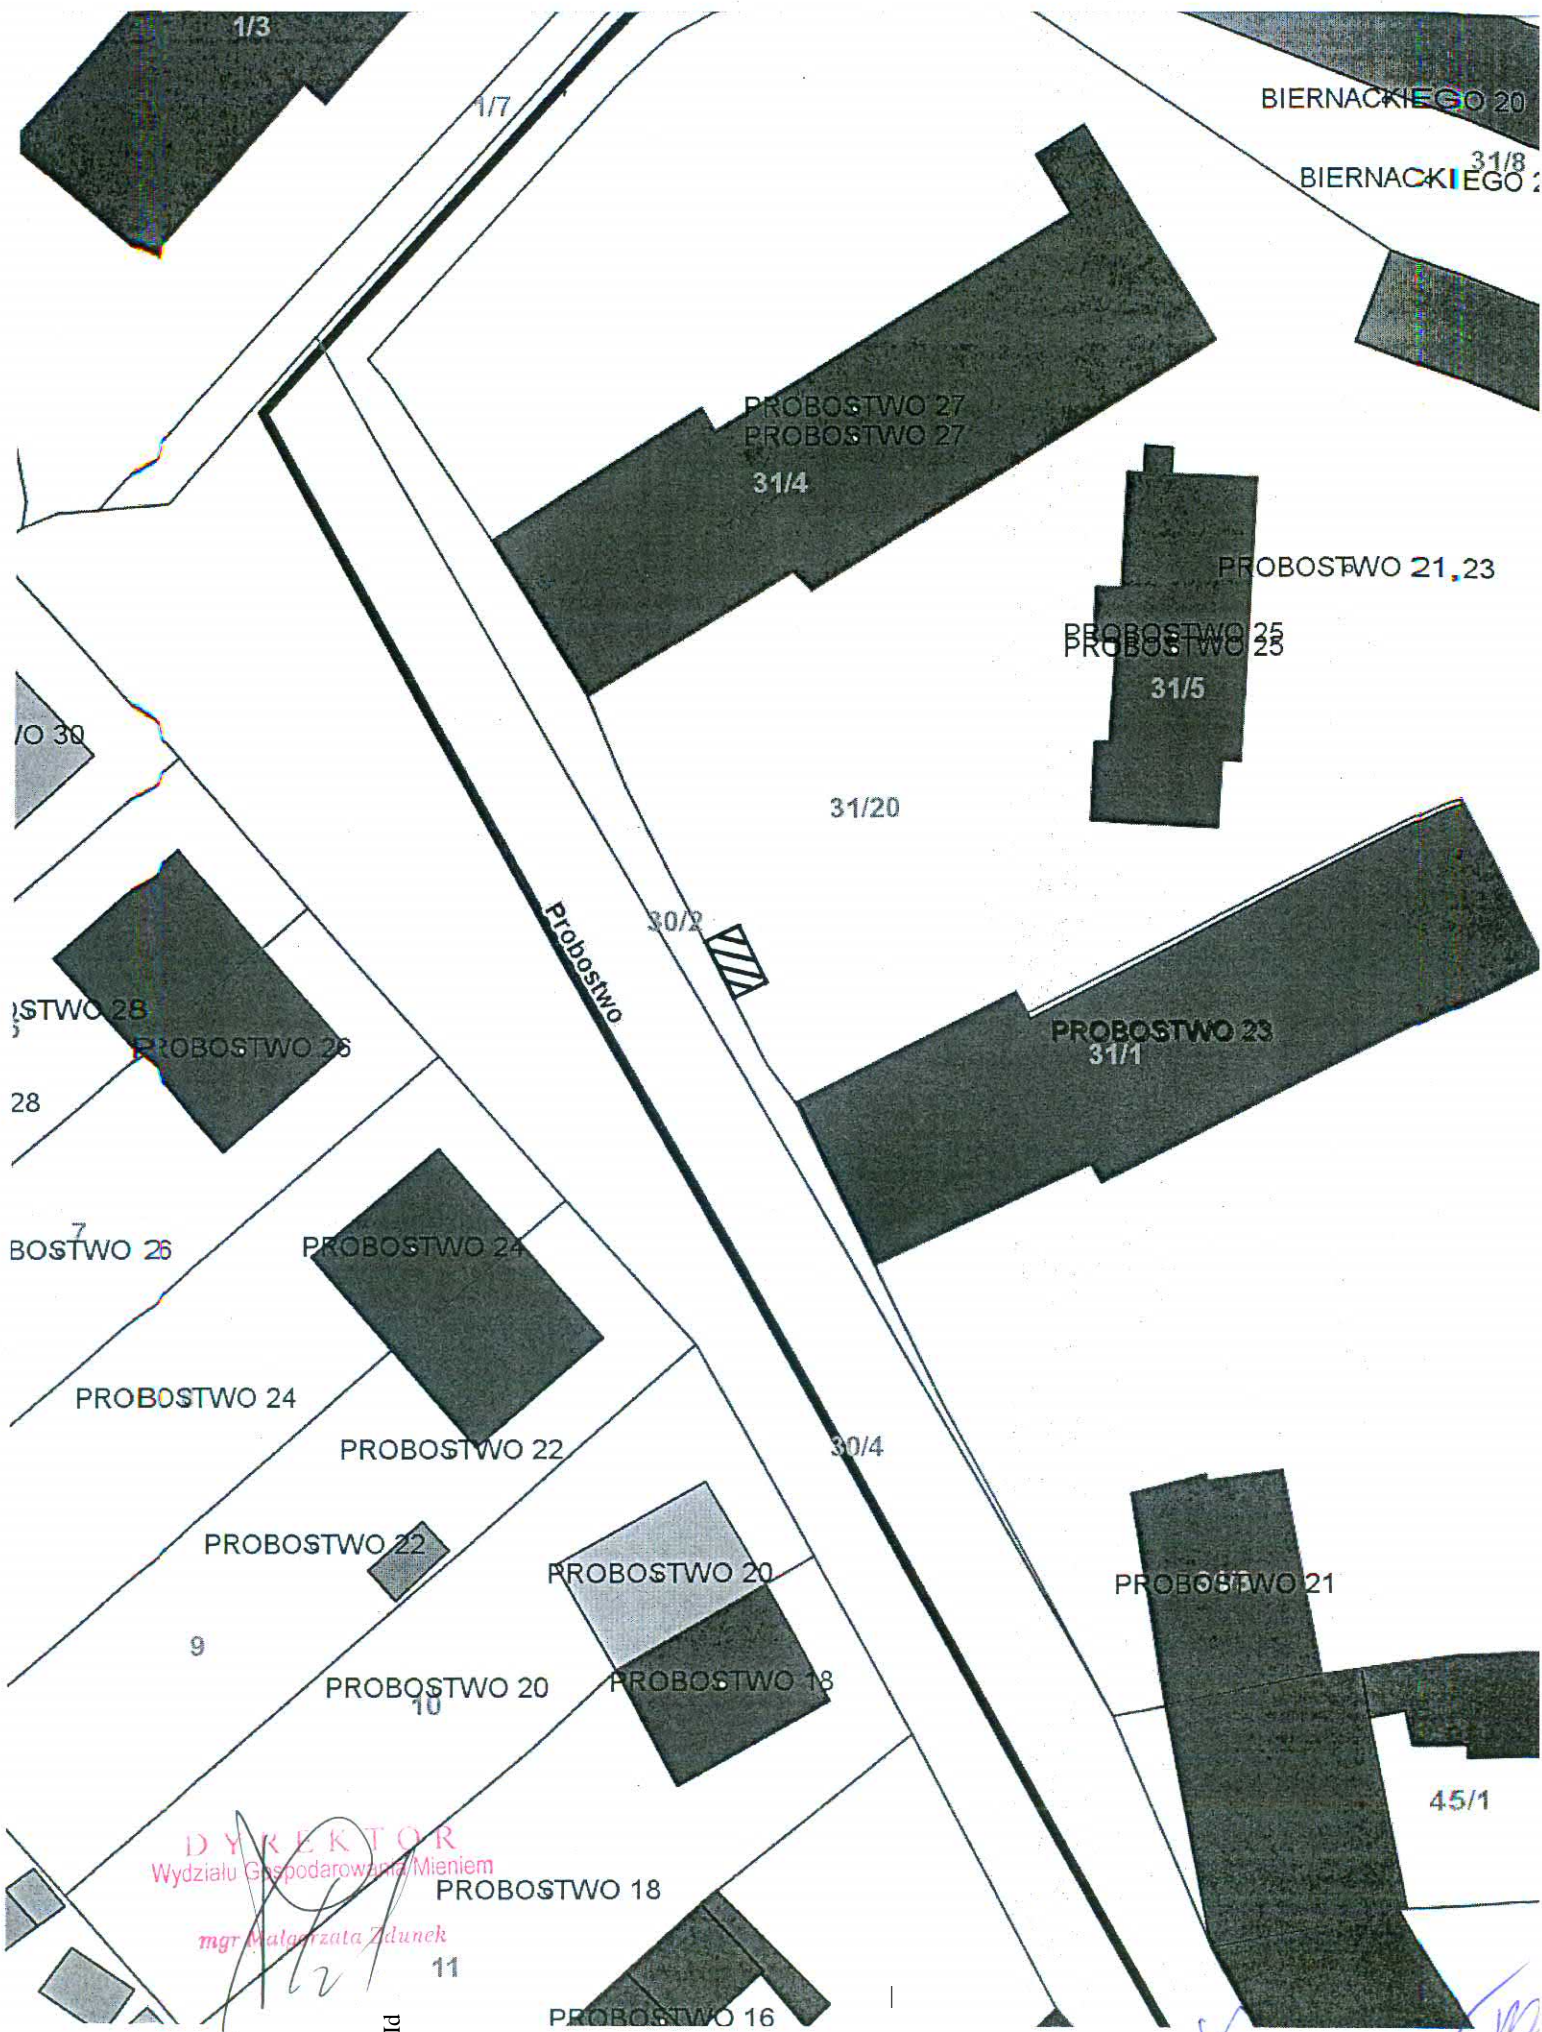 1/3
1/7
BIERNACKIEGO 20
31/8
BIERNACKIEGO
PROBOSTWO 27
PROBOSTWO 27
31/4
PROBOSTWO 21,23
PROBOSTWO 25
PROBOSTWO 25
31/5
/O 30
31/20
30/2
Probostwo
STWO 28
PROBOSTWO 26
PROBOSTWO 23
31/1
28
7
BOSTWO 26
PROBOSTWO 24
PROBOSTWO 24
PROBOSTWO 22
30/4
PROBOSTWO 22
PROBOSTWO 20
PROBOSTWO 21
9
PROBOSTWO 20
10
PROBOSTWO 18
45/1
DYREKTOR
Wydziału Gospodarowania Mieniem
PROBOSTWO 18
mgr Małgorzata Zdunek
11
PROBOSTWO 16
Id